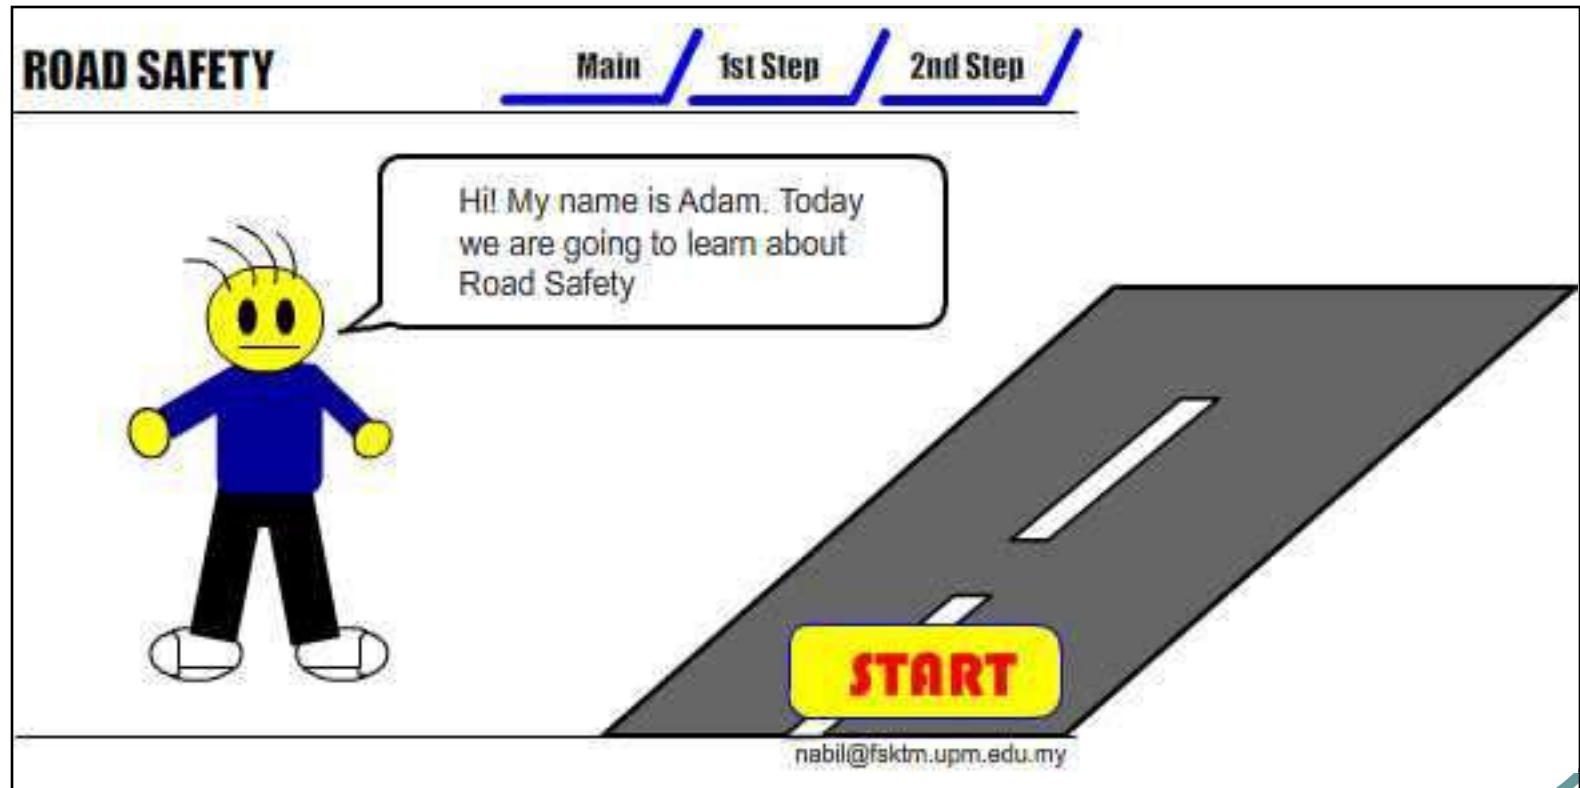 ROAD SAFETY
Main
1st Step
2nd Step
Hi! My name is Adam. Today
we are going to learn about
Road Safety
START
nabil@fsktm.upm.edu.my